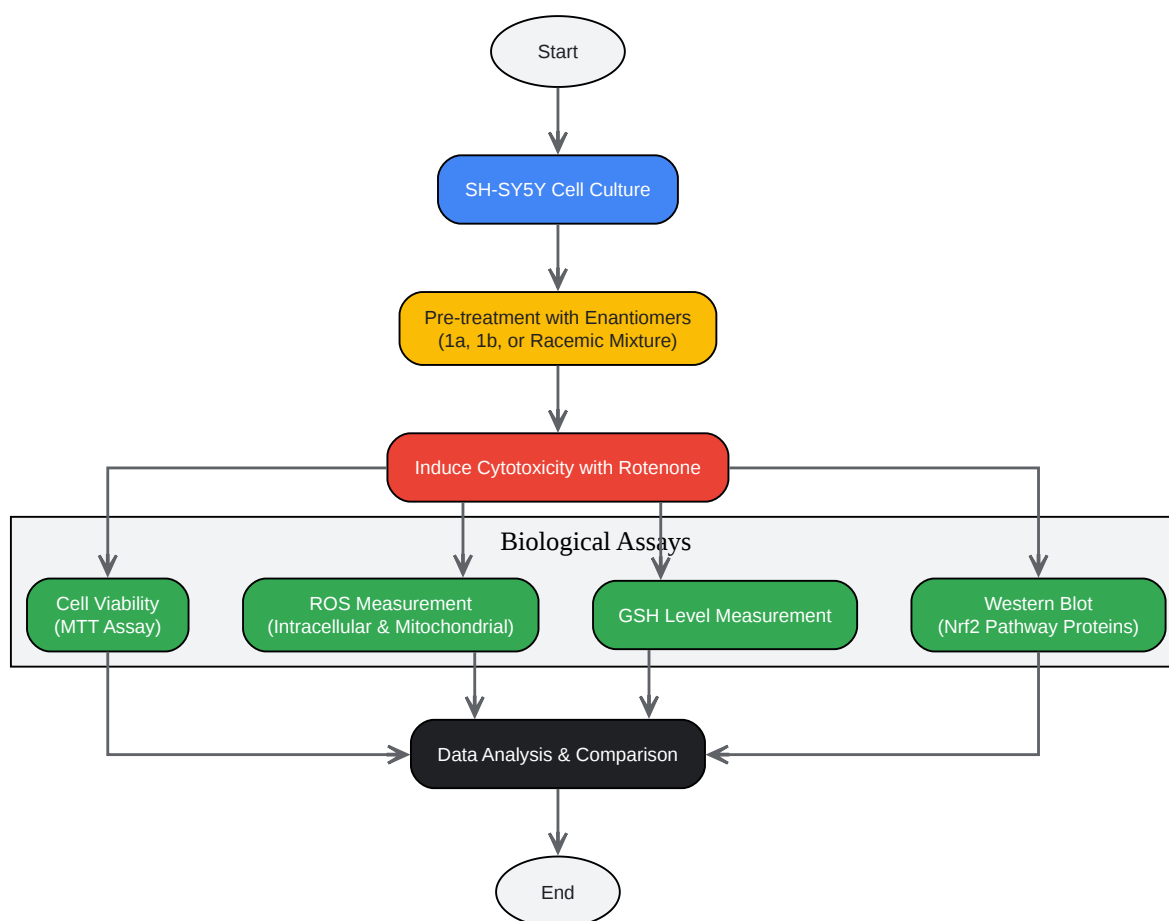 Start
SH-SY5Y Cell Culture
Pre-treatment with Enantiomers
(1a, 1b, or Racemic Mixture)
Induce Cytotoxicity with Rotenone
Biological Assays
Cell Viability
(MTT Assay)
ROS Measurement
(Intracellular & Mitochondrial)
GSH Level Measurement
Western Blot
(Nrf2 Pathway Proteins)
Data Analysis & Comparison
End